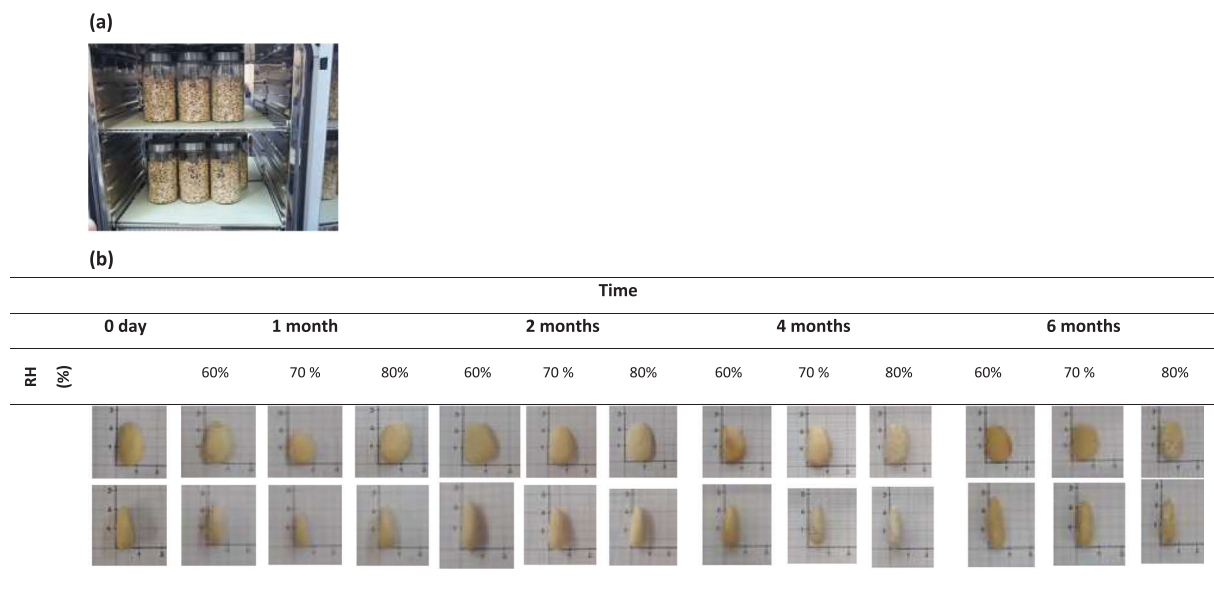 (a)
(b)
Time
0 day 1 month 2 months 4 months 6 months
RH (%) 60% 70 % 80% 60% 70 % 80% 60% 70 % 80% 60% 70 % 80%